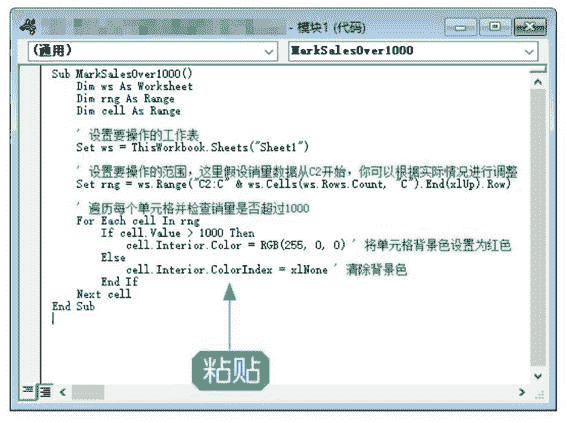 - 模块1 (代码)
(通用) MarkSalesOver1000
Sub MarkSalesOver1000()
Dim ws As Worksheet
Dim rng As Range
Dim cell As Range
' 设置要操作的工作表
Set ws = ThisWorkbook.Sheets("Sheet1")
' 设置要操作的范围，这里假设销量数据从C2开始，你可以根据实际情况进行调整
Set rng = ws.Range("C2:C" & ws.Cells(ws.Rows.Count, "C").End(xlUp).Row)
' 遍历每个单元格并检查销量是否超过1000
For Each cell In rng
If cell.Value > 1000 Then
cell.Interior.Color = RGB(255, 0, 0) ' 将单元格背景色设置为红色
Else
cell.Interior.ColorIndex = xlNone ' 清除背景色
End If
Next cell
End Sub
粘贴